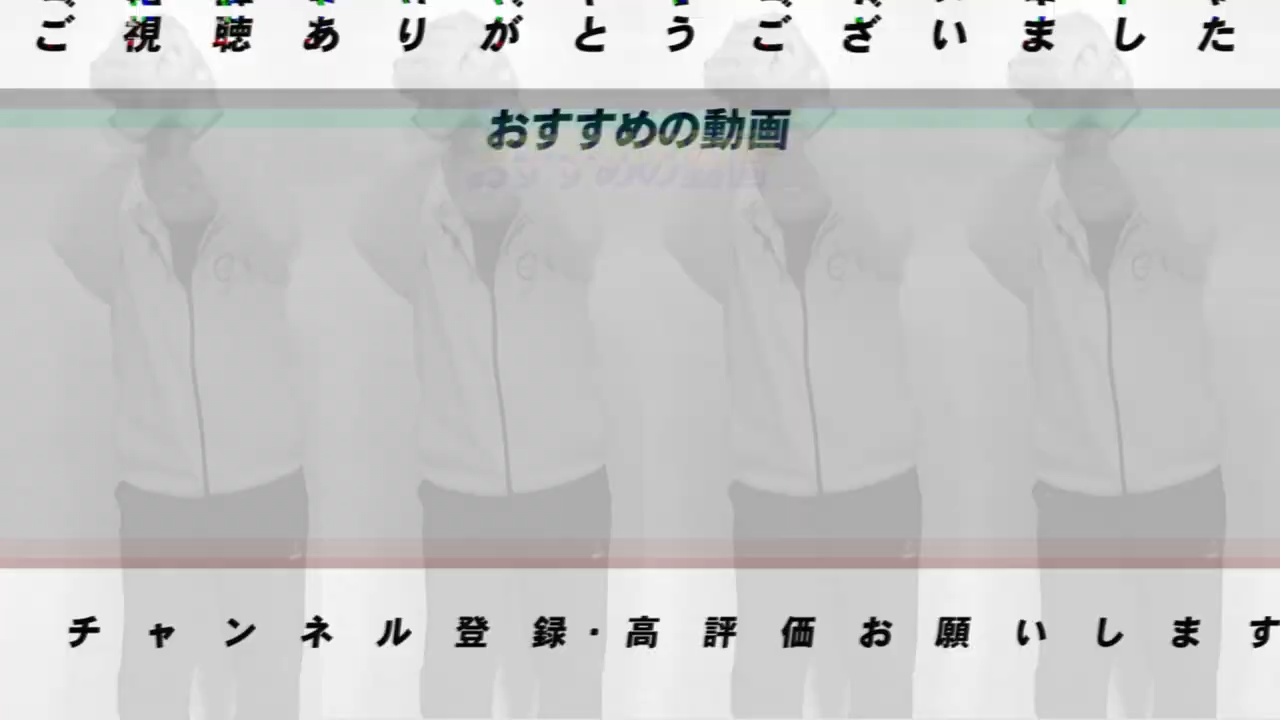 ご視聴ありがとうございました
おすすめの動画
チャンネル登録・高評価お願いします